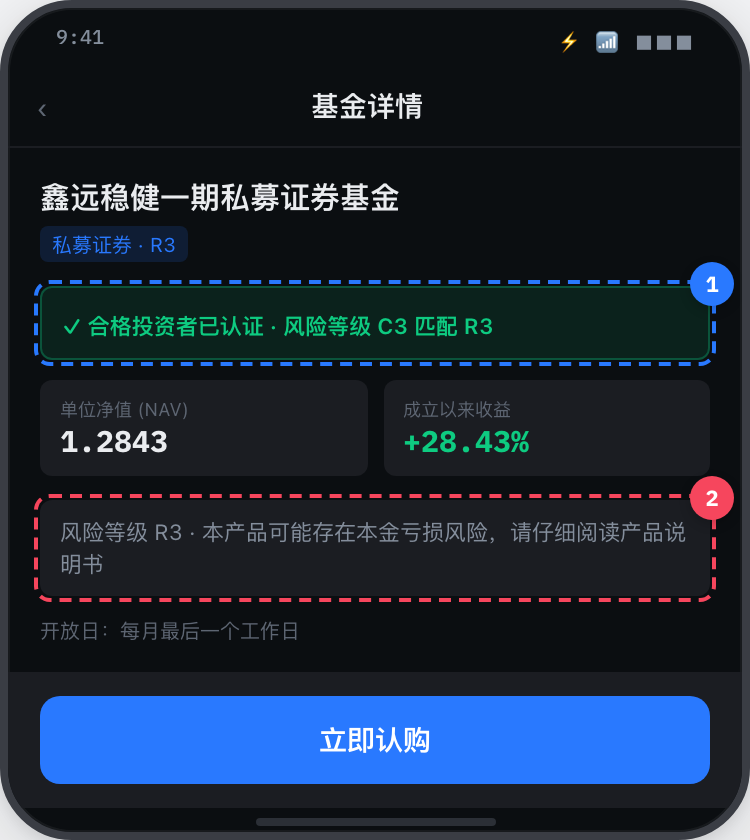 9:41
‹
基金详情
鑫远稳健一期私募证券基金
私募证券 · R3
1
✓ 合格投资者已认证 · 风险等级 C3 匹配 R3
单位净值 (NAV)
1.2843
成立以来收益
+28.43%
2
风险等级 R3 · 本产品可能存在本金亏损风险，请仔细阅读产品说
明书
开放日：每月最后一个工作日
立即认购